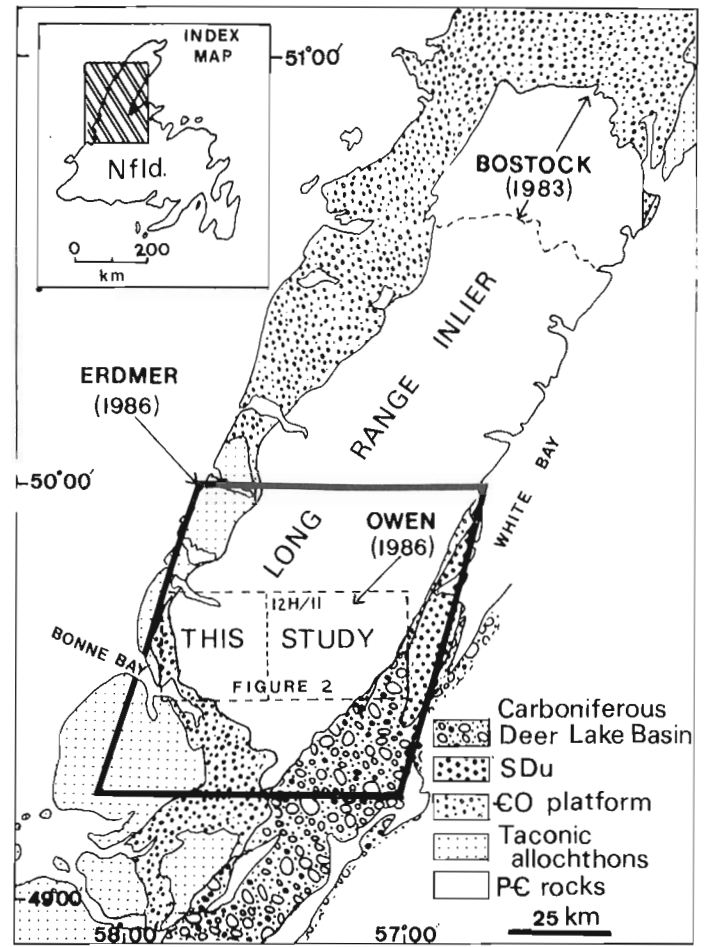 INDEX
MAP
Nfld.
0 200
km
51°00'
BOSTOCK
(1983)
LONG RANGE INLIER
ERDMER
(1986)
50°00'
WHITE BAY
OWEN
(1986)
12H/11
THIS STUDY
FIGURE 2
BONNE BAY
Carboniferous
Deer Lake Basin
SDu
ЄO platform
Taconic
allochthons
PЄ rocks
25 km
49°00
58°00
57°00